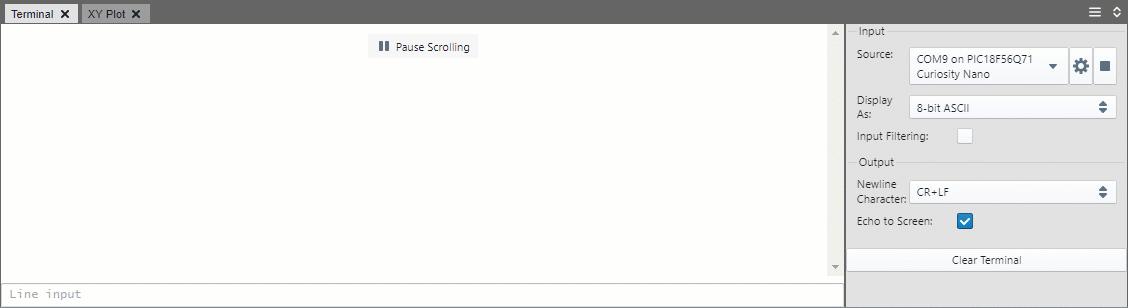 Terminal
XY Plot
Pause Scrolling
Line input
Input
Source:
COM9 on PIC18F56Q71
Curiosity Nano
Display
As:
8-bit ASCII
Input Filtering:
Output
Newline
Character:
CR+LF
Echo to Screen:
Clear Terminal